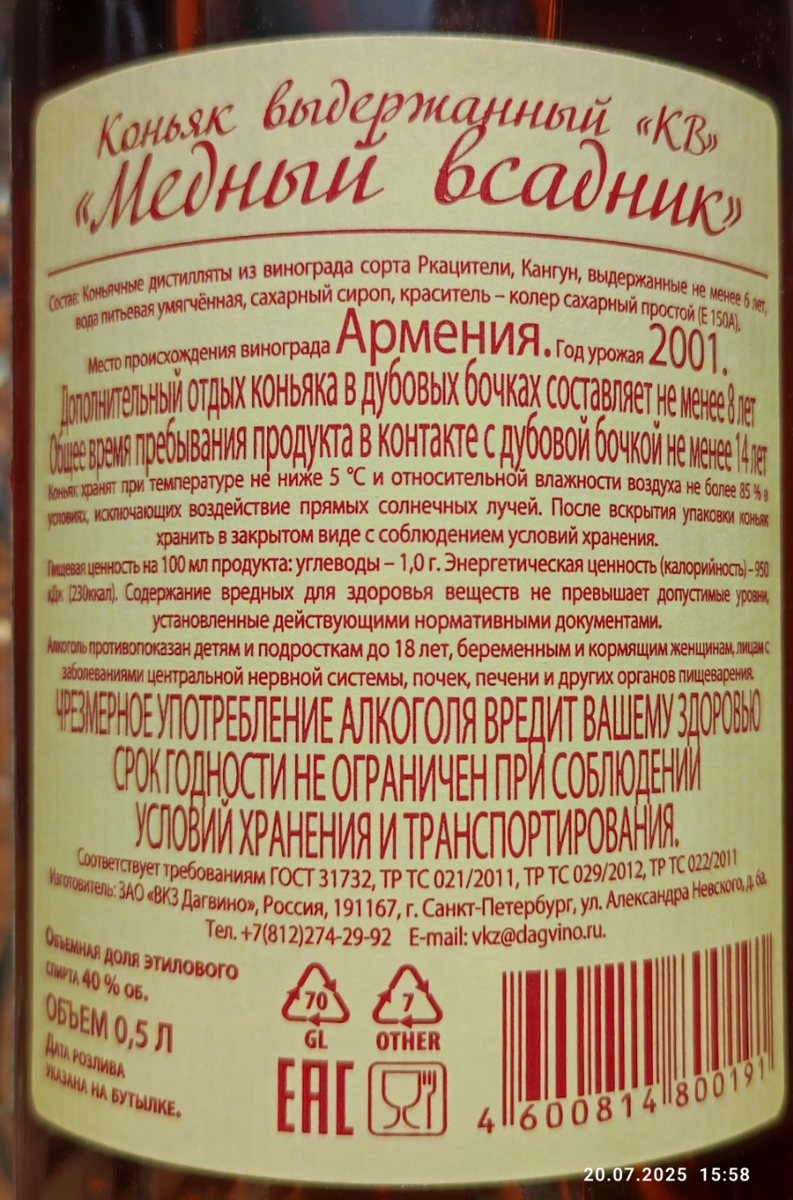 Коньяк выдержанный «КВ»
«Медный всадник»
Состав: Коньячные дистилляты из винограда сорта Ркацители, Кангун, выдержанные не менее 6 лет,
вода питьевая умягчённая, сахарный сироп, краситель – колер сахарный простой (Е 150А).
Место происхождения винограда Армения. Год урожая 2001.
Дополнительный отдых коньяка в дубовых бочках составляет не менее 8 лет
Общее время пребывания продукта в контакте с дубовой бочкой не менее 14 лет
Коньяк хранят при температуре не ниже 5 °С и относительной влажности воздуха не более 85 % в
условиях, исключающих воздействие прямых солнечных лучей. После вскрытия упаковки коньяк
хранить в закрытом виде с соблюдением условий хранения.
Пищевая ценность на 100 мл продукта: углеводы – 1,0 г. Энергетическая ценность (калорийность) – 950
кДж (230ккал). Содержание вредных для здоровья веществ не превышает допустимые уровни,
установленные действующими нормативными документами.
Алкоголь противопоказан детям и подросткам до 18 лет, беременным и кормящим женщинам, лицам с
заболеваниями центральной нервной системы, почек, печени и других органов пищеварения.
ЧРЕЗМЕРНОЕ УПОТРЕБЛЕНИЕ АЛКОГОЛЯ ВРЕДИТ ВАШЕМУ ЗДОРОВЬЮ
СРОК ГОДНОСТИ НЕ ОГРАНИЧЕН ПРИ СОБЛЮДЕНИИ
УСЛОВИЙ ХРАНЕНИЯ И ТРАНСПОРТИРОВАНИЯ.
Соответствует требованиям ГОСТ 31732, ТР ТС 021/2011, ТР ТС 029/2012, ТР ТС 022/2011
Изготовитель: ЗАО «ВКЗ Дагвино», Россия, 191167, г. Санкт-Петербург, ул. Александра Невского, д. 6а.
Тел. +7(812)274-29-92 E-mail: vkz@dagvino.ru.
Объемная доля этилового
спирта 40 % об.
Объем 0,5 л
Дата розлива
указана на бутылке.
70
GL
7
OTHER
EAC
4 600814 800191
20.07.2025 15:58